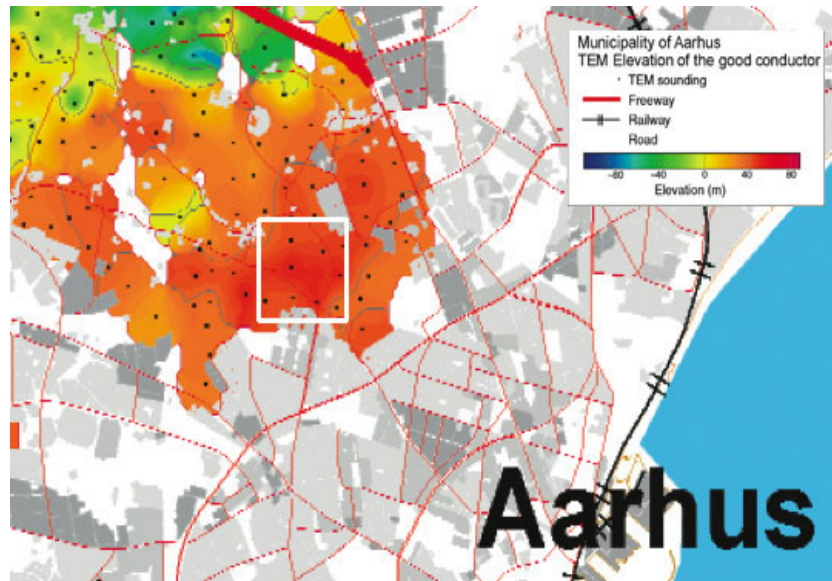 Municipality of Aarhus
TEM Elevation of the good conductor
TEM sounding
Freeway
Railway
Road
-80 -40 0 40 80
Elevation (m)
Aarhus